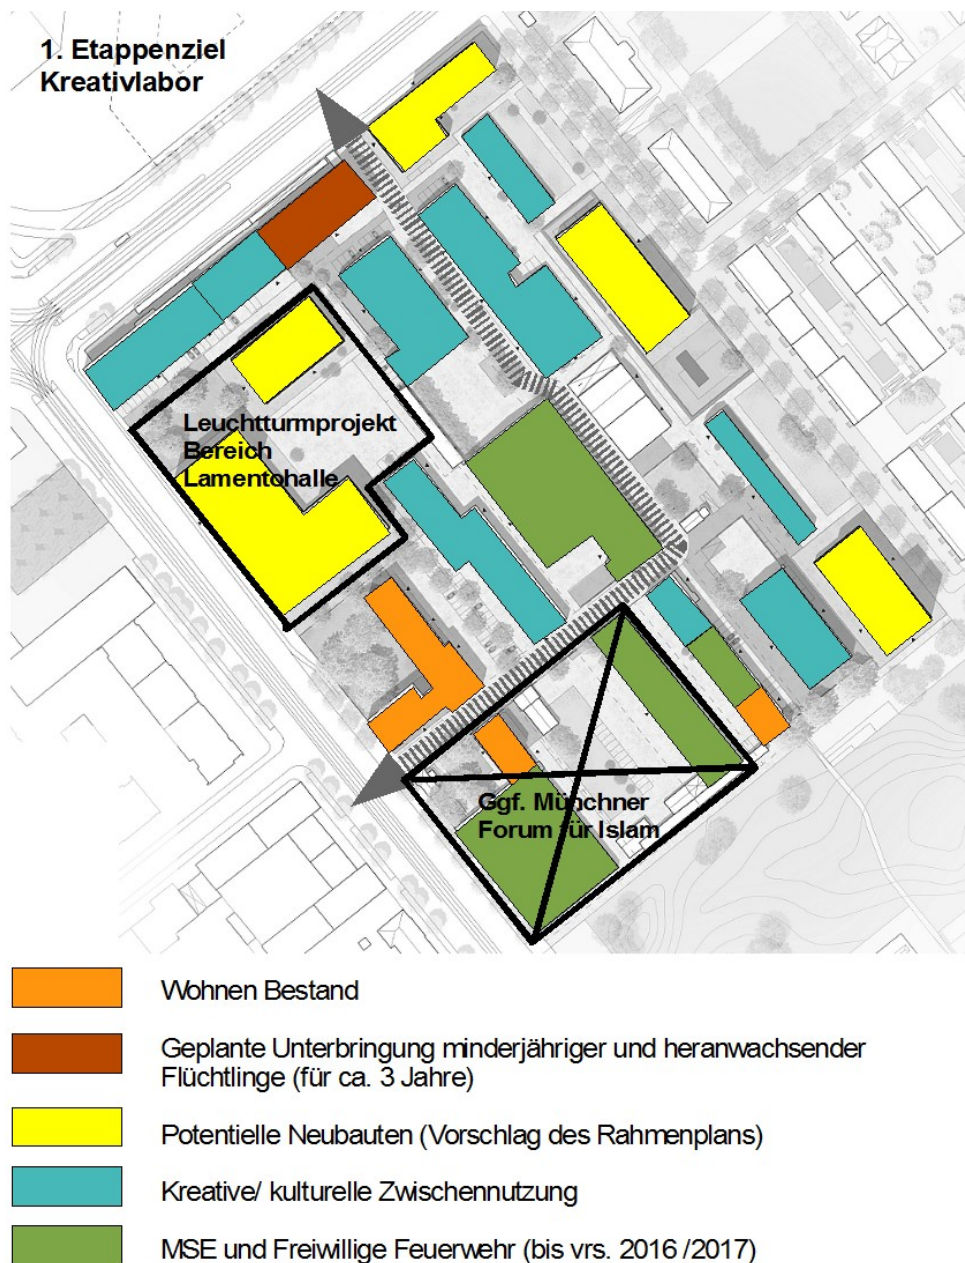 1. Etappenziel
Kreativlabor
Leuchtturmprojekt
Bereich
Lamentohalle
Ggf. Münchner
Forum für Islam
Wohnen Bestand
Geplante Unterbringung minderjähriger und heranwachsender
Flüchtlinge (für ca. 3 Jahre)
Potentielle Neubauten (Vorschlag des Rahmenplans)
Kreative/ kulturelle Zwischennutzung
MSE und Freiwillige Feuerwehr (bis vrs. 2016 /2017)